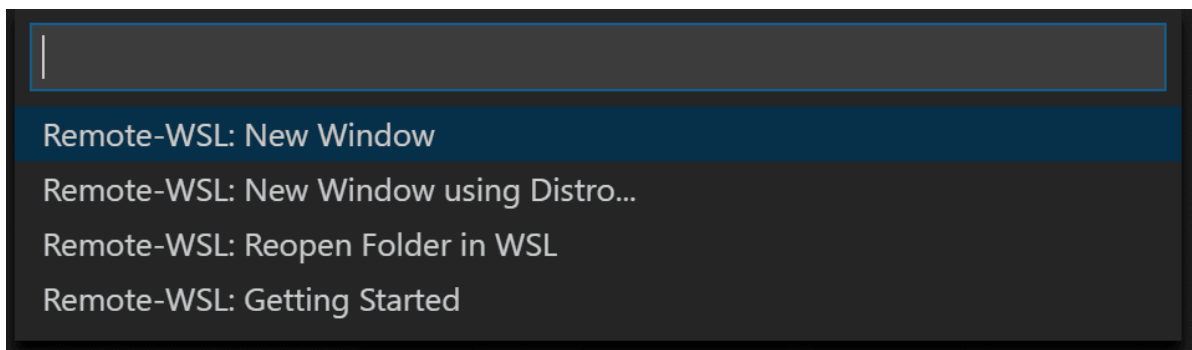 Remote-WSL: New Window
Remote-WSL: New Window using Distro...
Remote-WSL: Reopen Folder in WSL
Remote-WSL: Getting Started